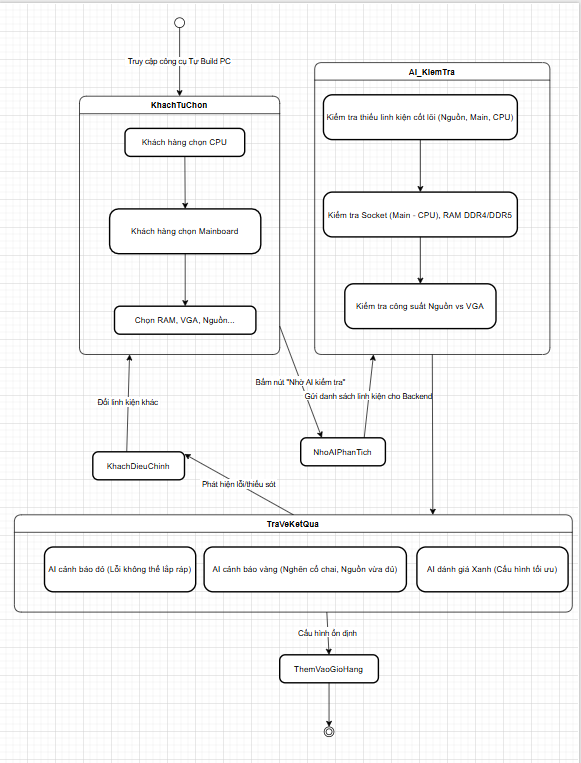 Truy cập công cụ Tự Build PC
KhachTuChon
Khách hàng chọn CPU
Khách hàng chọn Mainboard
Chọn RAM, VGA, Nguồn...
AI_KiemTra
Kiểm tra thiếu linh kiện cốt lõi (Nguồn, Main, CPU)
Kiểm tra Socket (Main - CPU), RAM DDR4/DDR5
Kiểm tra công suất Nguồn vs VGA
Bấm nút "Nhờ AI kiểm tra"
Gửi danh sách linh kiện cho Backend
Đổi linh kiện khác
NhoAIPhanTich
KhachDieuChinh
Phát hiện lỗi/thiếu sót
TraVeKetQua
AI cảnh báo đỏ (Lỗi không thể lắp ráp)
AI cảnh báo vàng (Nghẽn cổ chai, Nguồn vừa đủ)
AI đánh giá Xanh (Cấu hình tối ưu)
Cấu hình ổn định
ThemVaoGioHang